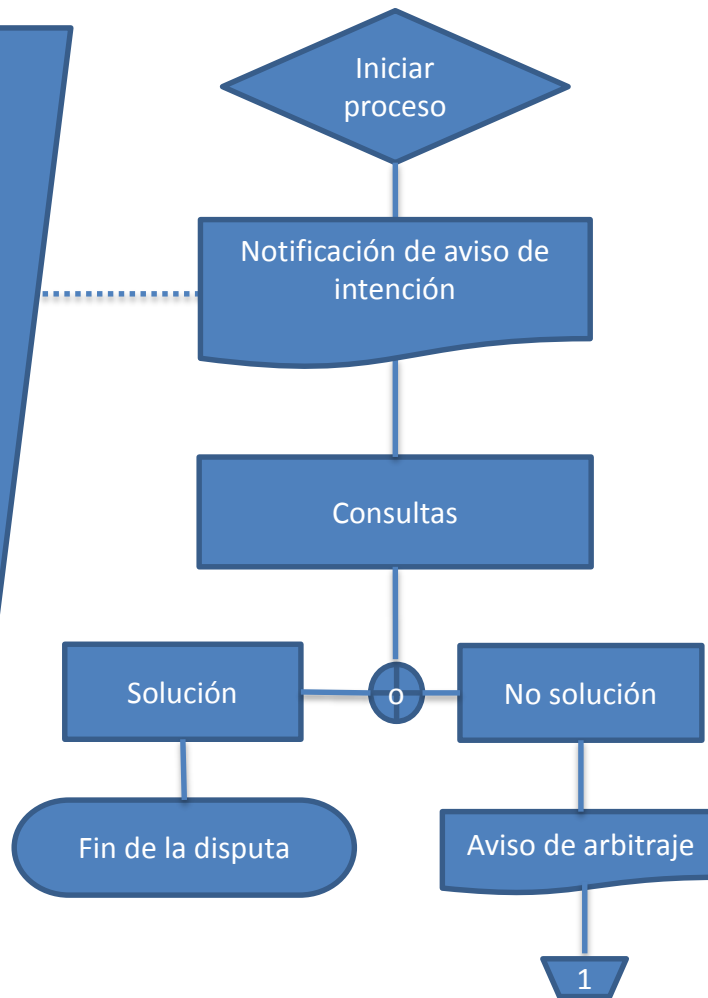 Iniciar
proceso
Notificación de aviso de
intención
Consultas
Solución
o
No solución
Fin de la disputa
Aviso de arbitraje
1